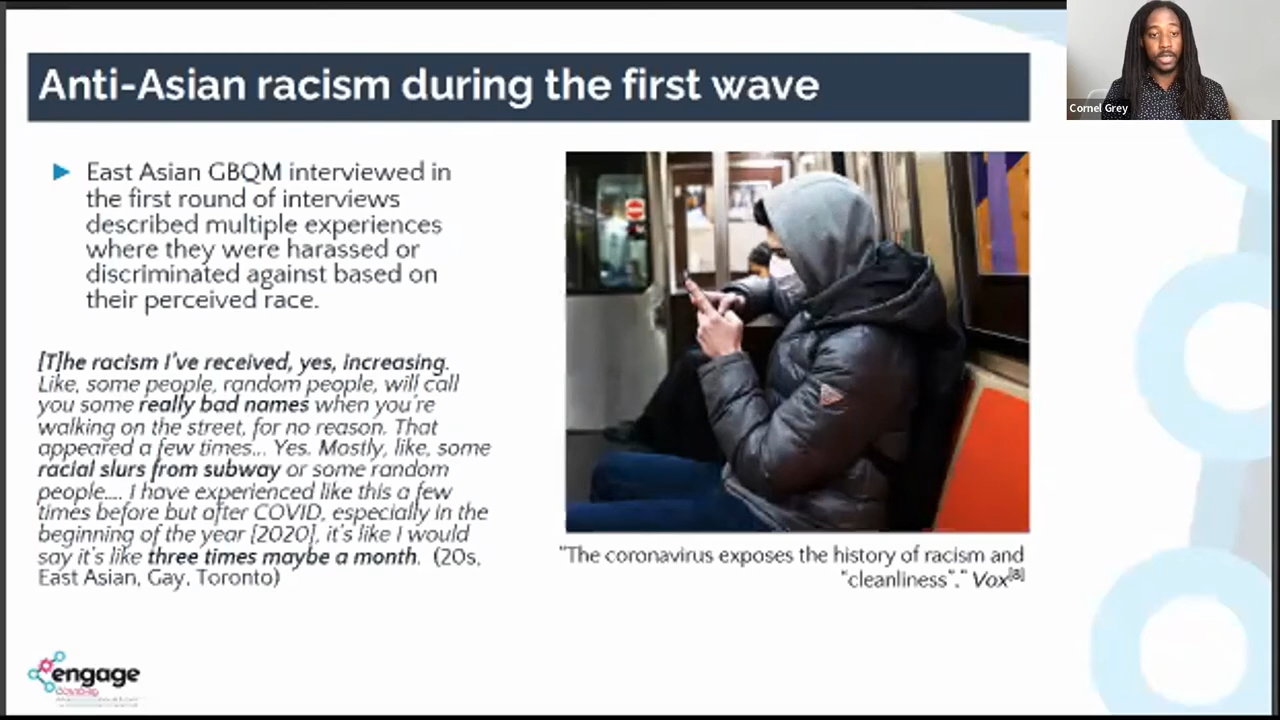 Anti-Asian racism during the first wave
Cornel Grey
East Asian GBQM interviewed in
the first round of interviews
described multiple experiences
where they were harassed or
discriminated against based on
their perceived race.
[T]he racism I've received, yes, increasing.
Like, some people, random people, will call
you some really bad names when you're
walking on the street, for no reason. That
appeared a few times... Yes. Mostly, like, some
racial slurs from subway or some random
people.... I have experienced like this a few
times before but after COVID, especially in the
beginning of the year [2020], it's like I would
say it's like three times maybe a month. (20s,
East Asian, Gay, Toronto)
"The coronavirus exposes the history of racism and
"cleanliness"." Vox[8]
engage